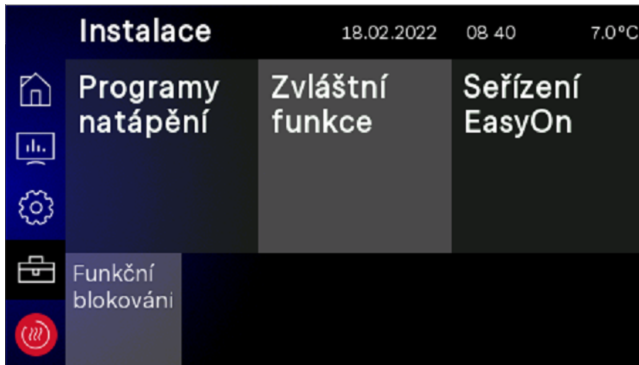 Instalace 18.02.2022 08 40 7.0°C
Programy
natápění
Zvláštní
funkce
Seřízení
EasyOn
Funkční
blokováni